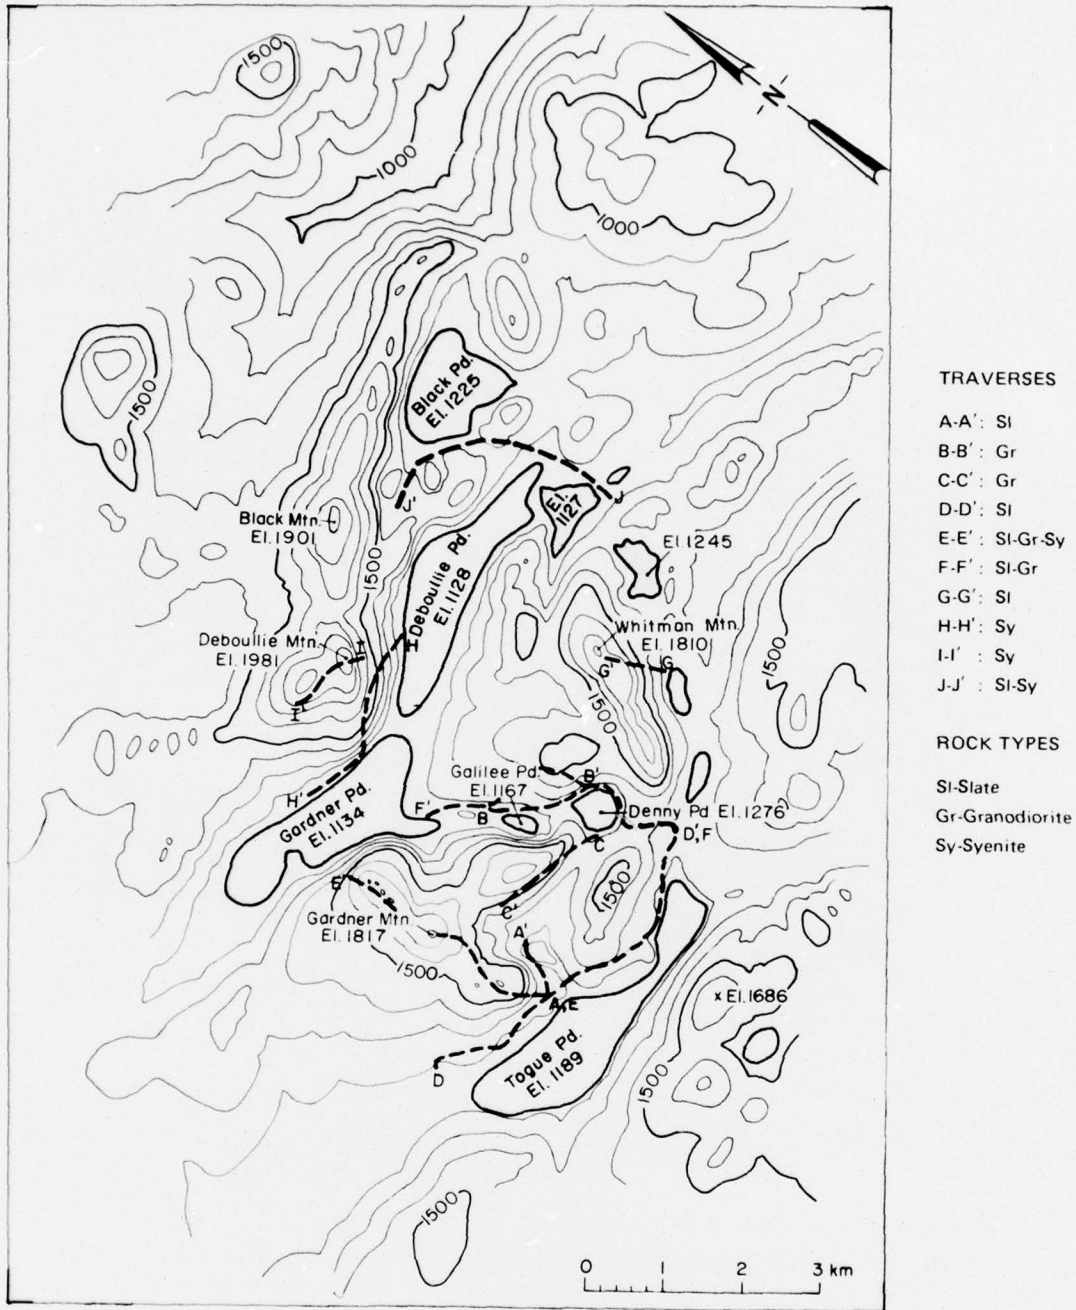 1500
-N-
1000
1000
1500
Black Pd.
El. 1225
J'
J
El.
1127
Black Mtn.
El. 1901
1500
Deboullie Pd.
El. 1128
El. 1245
Deboullie Mtn.
El. 1981
I
H
I'
Whitman Mtn.
El. 1810
G'
G
1500
1500
H'
Gardner Pd.
El. 1134
Galilee Pd.
El. 1167
F'
B
B'
Denny Pd El. 1276
D',F
C
C'
1500
E'
Gardner Mtn.
El. 1817
A'
1500
A,E
x El. 1686
D
Togue Pd.
El. 1189
1500
1500
0 1 2 3 km
TRAVERSES
A-A' : Sl
B-B' : Gr
C-C' : Gr
D-D' : Sl
E-E' : Sl-Gr-Sy
F-F' : Sl-Gr
G-G' : Sl
H-H' : Sy
I-I' : Sy
J-J' : Sl-Sy
ROCK TYPES
Sl-Slate
Gr-Granodiorite
Sy-Syenite